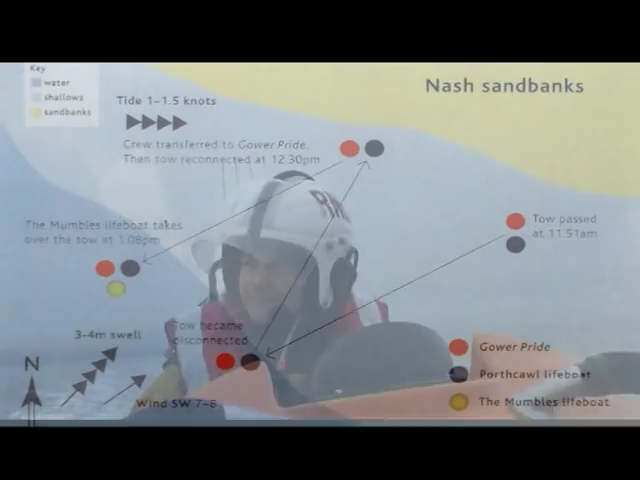 Key
water
shallows
sandbanks
Nash sandbanks
Tide 1–1.5 knots
Crew transferred to Gower Pride.
Then tow reconnected at 12.30pm
The Mumbles lifeboat takes
over the tow at 1.08pm
Tow passed
at 11.51am
3-4m swell
Tow became
disconnected
N
Wind SW 7–8
Gower Pride
Porthcawl lifeboat
The Mumbles lifeboat